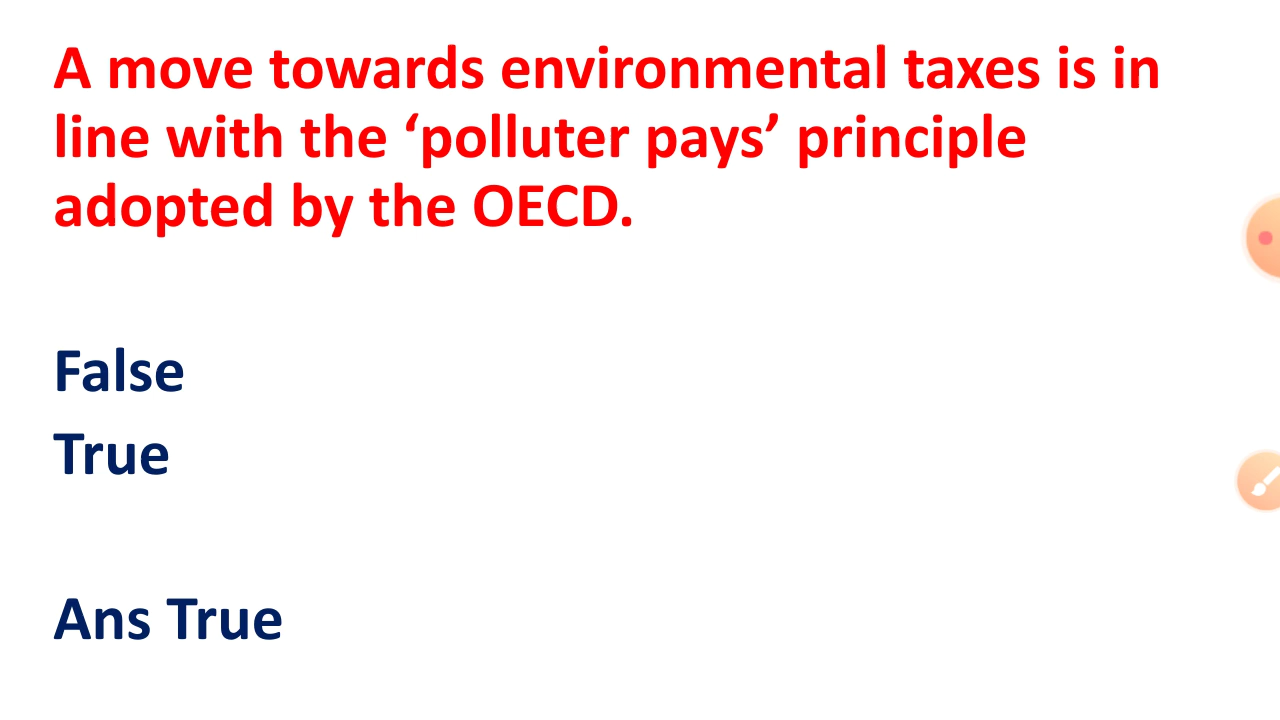 A move towards environmental taxes is in
line with the ‘polluter pays’ principle
adopted by the OECD.
False
True
Ans True